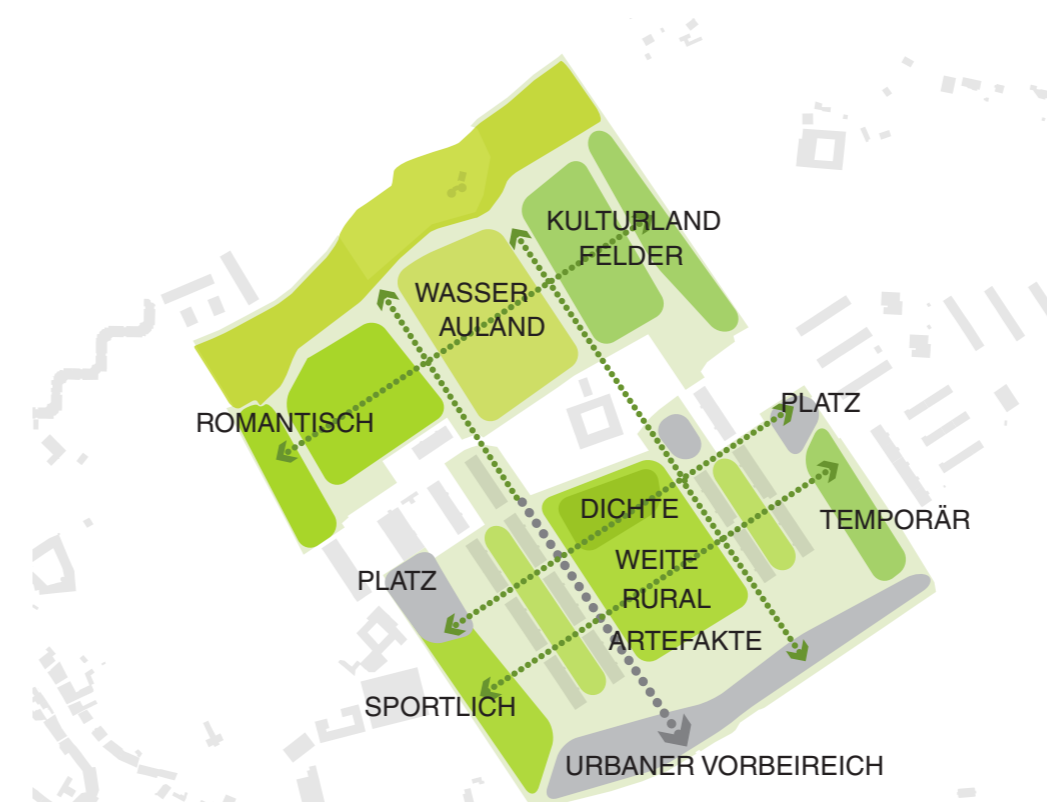 KULTURLAND
FELDER
WASSER
AULAND
ROMANTISCH
PLATZ
DICHTE
TEMPORÄR
WEITE
PLATZ
RURAL
ARTEFAKTE
SPORTLICH
URBANER VORBEIREICH